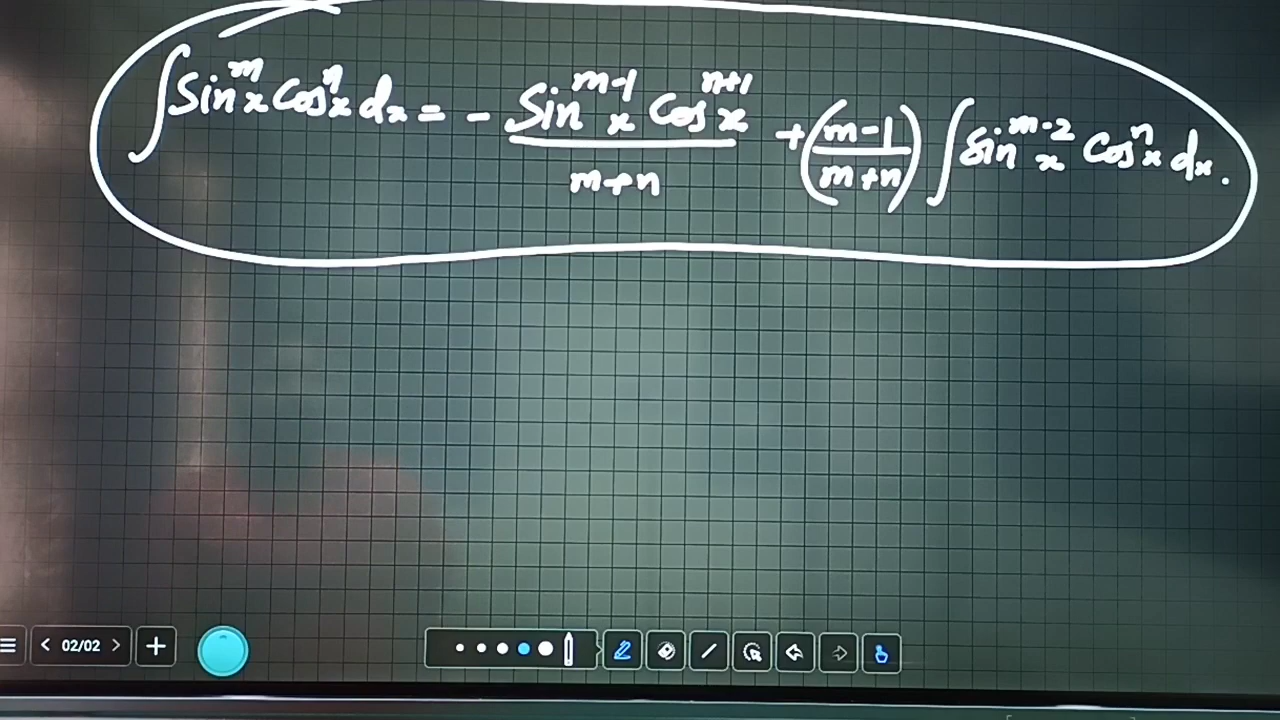 ∫ Sin^m x Cos^n x dx = - (Sin^(m-1) x Cos^(n+1) x)/(m+n) + ((m-1)/(m+n)) ∫ Sin^(m-2) x Cos^n x dx.
02/02